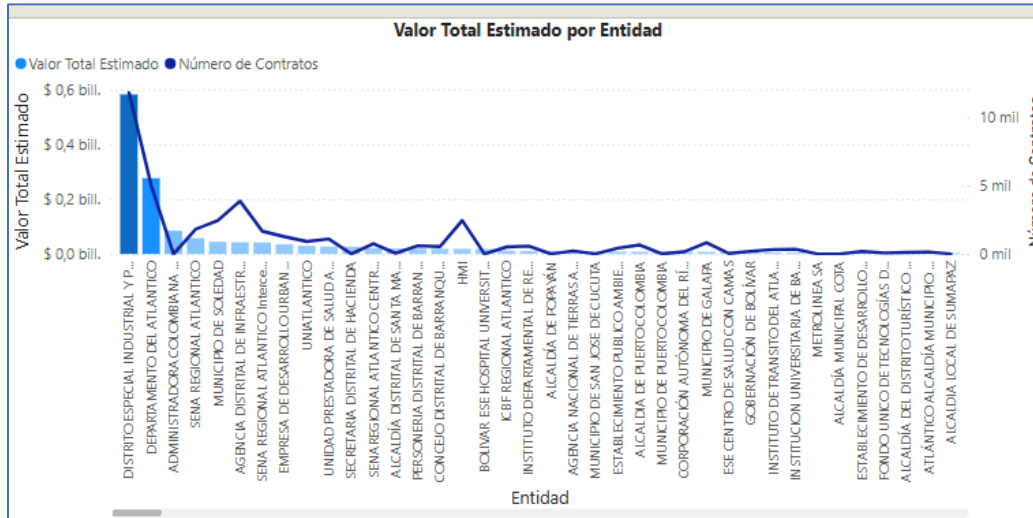 Valor Total Estimado por Entidad
Valor Total Estimado
Número de Contratos
Valor Total Estimado
$ 0,6 bill.
$ 0,4 bill.
$ 0,2 bill.
$ 0,0 bill.
10 mil
5 mil
0 mil
Número de Contratos
DISTRITO ESPECIAL INDUSTRIAL Y P...
DEPARTAMENTO DEL ATLANTICO
ADMINISTRADORA COLOMBIANA ...
SENA REGIONAL ATLANTICO
MUNICIPIO DE SOLEDAD
AGENCIA DISTRITAL DE INFRAESTR...
SENA REGIONAL ATLANTICO Interce...
EMPRESA DE DESARROLLO URBAN...
UNIATLANTICO
UNIDAD PRESTADORA DE SALUD A...
SECRETARIA DISTRITAL DE HACIENDA
SENA REGIONAL ATLANTICO CENTR...
ALCALDÍA DISTRITAL DE SANTA MA...
PERSONERIA DISTRITAL DE BARRAN...
CONCEJO DISTRITAL DE BARRANQU...
HMI
BOLIVAR ESE HOSPITAL UNIVERSIT...
ICBF REGIONAL ATLANTICO
INSTITUTO DEPARTAMENTAL DE RE...
ALCALDÍA DE POPAYÁN
AGENCIA NACIONAL DE TIERRAS A...
MUNICIPIO DE SAN JOSE DE CUCUTA
ESTABLECIMIENTO PUBLICO AMBIE...
ALCALDIA DE PUERTO COLOMBIA
MUNICIPIO DE PUERTO COLOMBIA
CORPORACIÓN AUTÓNOMA DEL RÍ...
MUNICIPIO DE GALAPA
ESE CENTRO DE SALUD CON CAMAS
GOBERNACIÓN DE BOLÍVAR
INSTITUTO DE TRANSITO DEL ATLA...
INSTITUCION UNIVERSITARIA DE BA...
METROLINEA SA
ALCALDÍA MUNICIPAL COTA
ESTABLECIMIENTO DE DESARROLLO ...
FONDO UNICO DE TECNOLOGÍAS D...
ALCALDÍA DEL DISTRITO TURÍSTICO ...
ATLÁNTICO ALCALDÍA MUNICIPIO ...
ALCALDIA LOCAL DE SUMAPAZ
Entidad